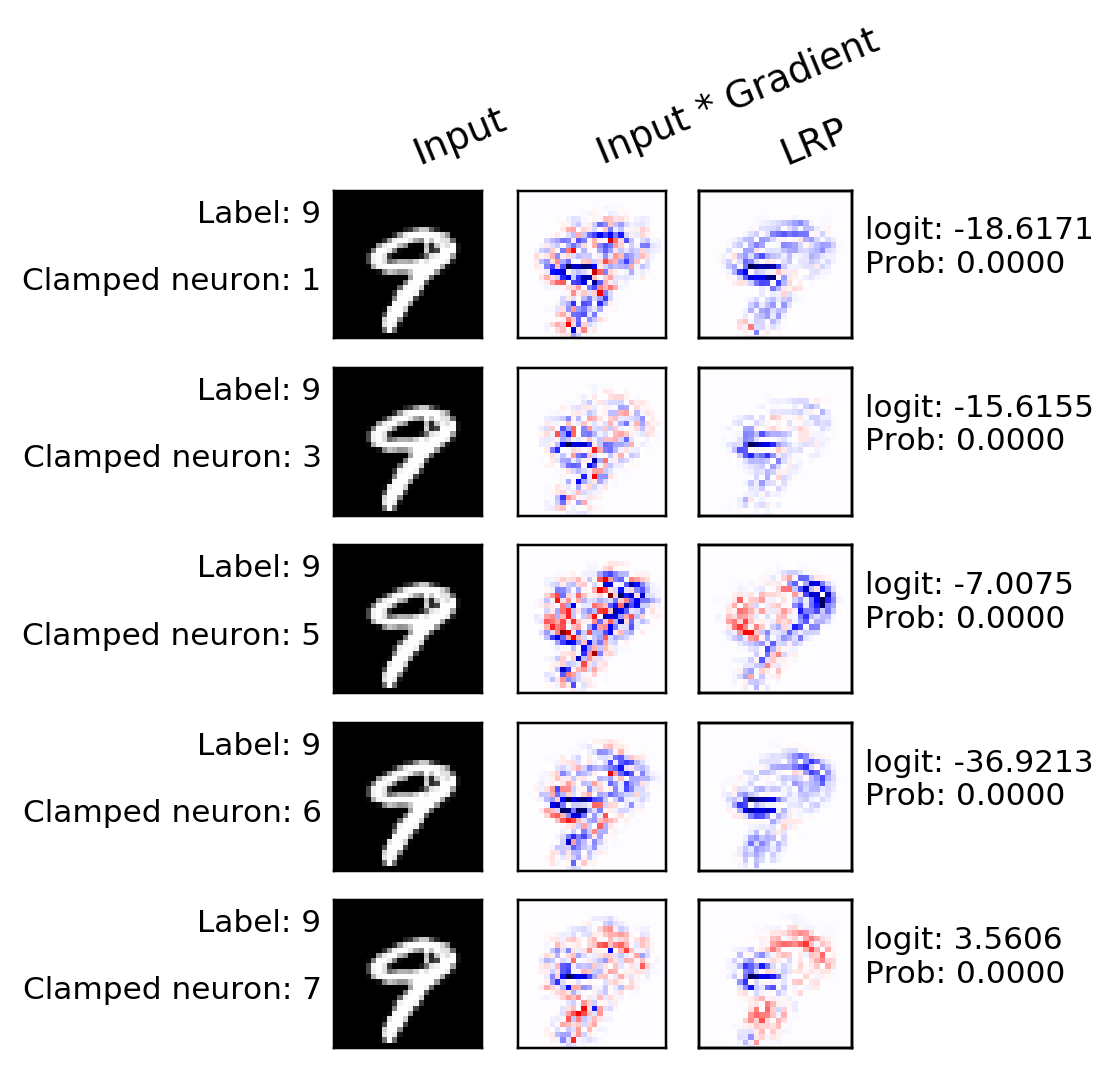 Input
Input * Gradient
LRP
Label: 9
Clamped neuron: 1
logit: -18.6171
Prob: 0.0000
Label: 9
Clamped neuron: 3
logit: -15.6155
Prob: 0.0000
Label: 9
Clamped neuron: 5
logit: -7.0075
Prob: 0.0000
Label: 9
Clamped neuron: 6
logit: -36.9213
Prob: 0.0000
Label: 9
Clamped neuron: 7
logit: 3.5606
Prob: 0.0000